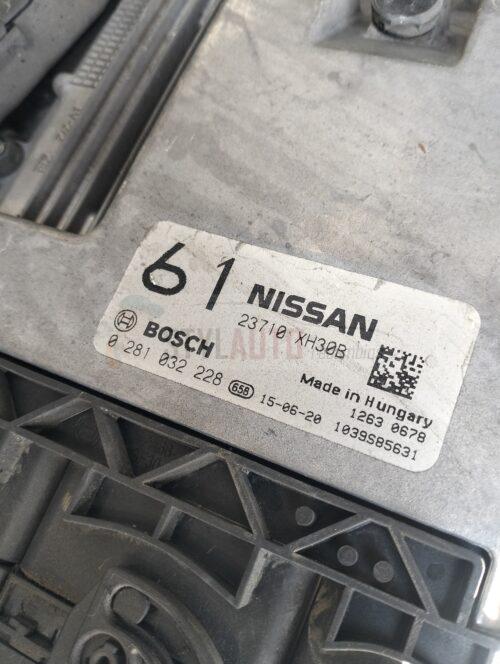 61 NISSAN
23710 XH30B
BOSCH
0 281 032 228 658 15-06-20
Made in Hungary
1263 0678
1039S85631